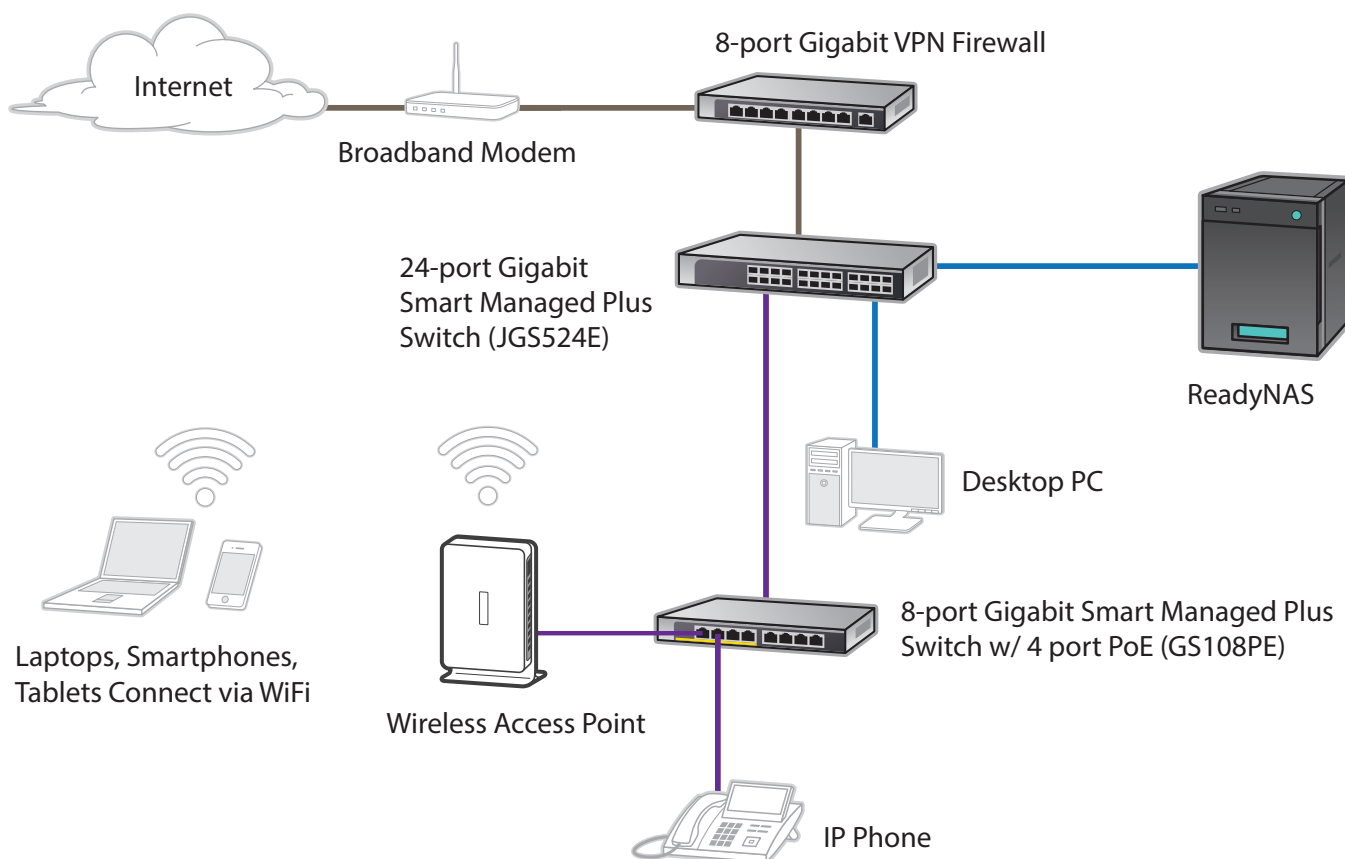 8-port Gigabit VPN Firewall
Internet
Broadband Modem
24-port Gigabit
Smart Managed Plus
Switch (JGS524E)
ReadyNAS
Desktop PC
8-port Gigabit Smart Managed Plus
Switch w/ 4 port PoE (GS108PE)
Laptops, Smartphones,
Tablets Connect via WiFi
Wireless Access Point
IP Phone